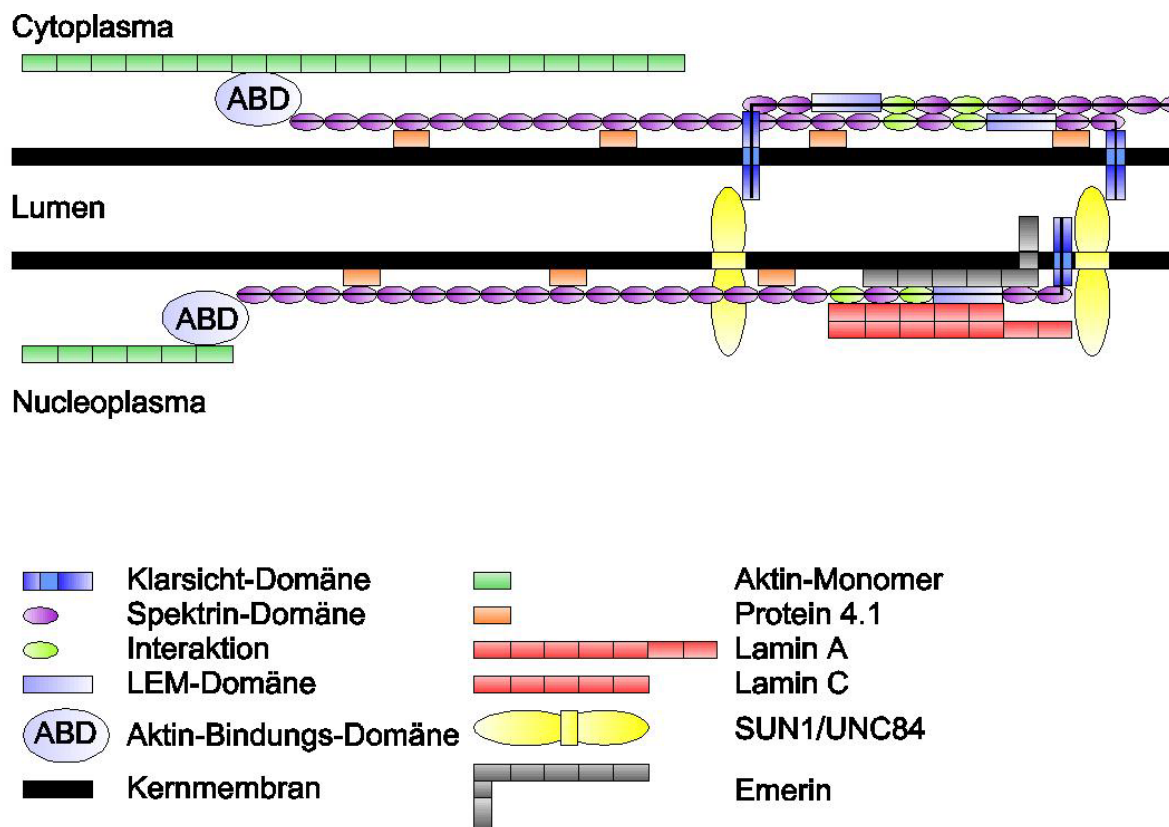 Cytoplasma
ABD
Lumen
ABD
Nucleoplasma
Klarsicht-Domäne
Spektrin-Domäne
Interaktion
LEM-Domäne
ABD Aktin-Bindungs-Domäne
Kernmembran
Aktin-Monomer
Protein 4.1
Lamin A
Lamin C
SUN1/UNC84
Emerin